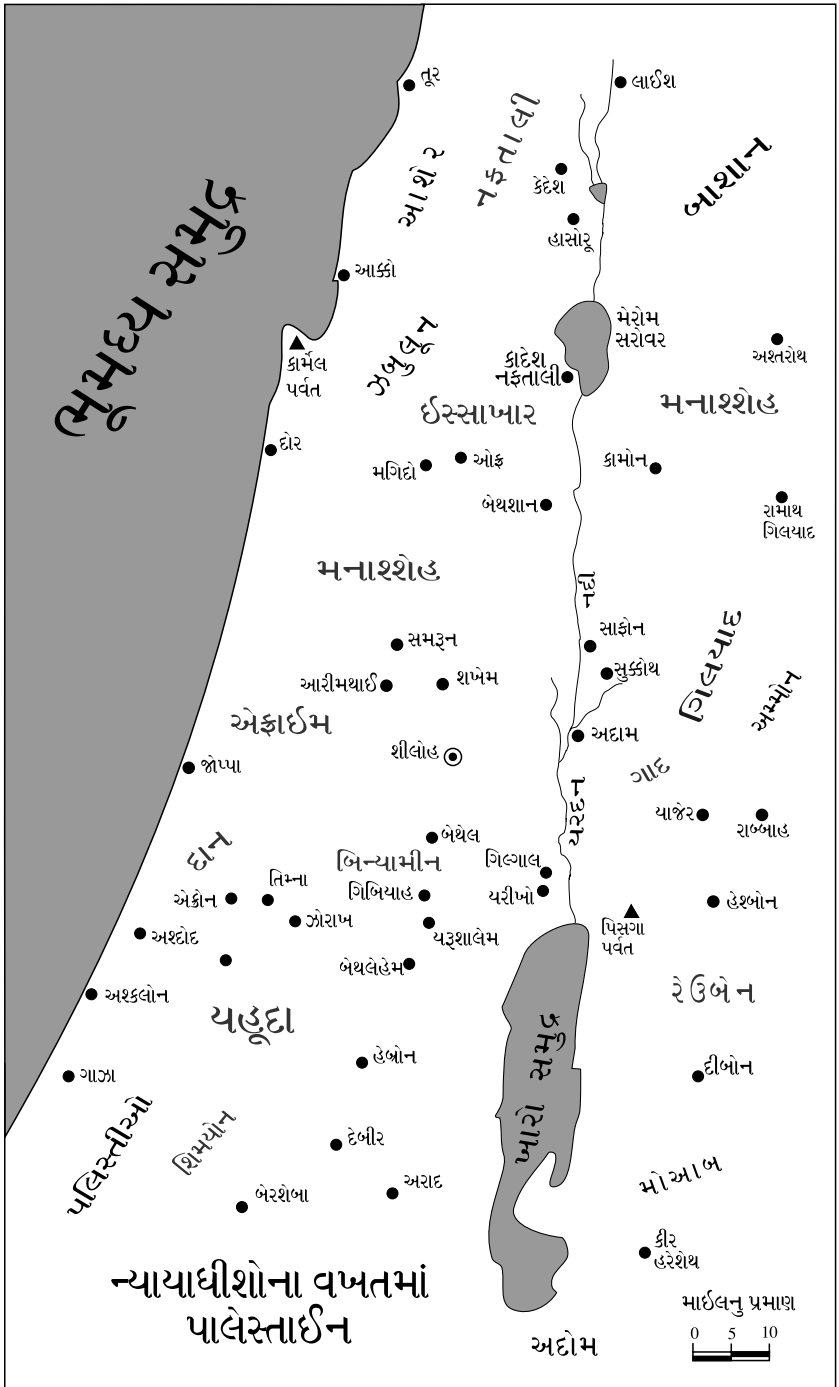 તૂર
લાઈશ
નફતાલી
આશેર
કેદેશ
બાશાન
હાસોરૂ
ભૂમધ્ય સમુદ્ર
આક્કો
મેરોમ
સરોવર
ઝબુલૂન
કાર્મેલ
પર્વત
અશ્તરોથ
કાદેશ
નફતાલી
ઈસ્સાખાર
મનાશ્શેહ
દોર
મગિદો
ઓફ્ર
કામોન
બેથશાન
રામાથ
ગિલયાદ
મનાશ્શેહ
નદી
સાફોન
સમરૂન
સુક્કોથ
ગિલયાદ
આરીમથાઈ
શખેમ
અમ્મોન
એફ્રાઈમ
અદામ
શીલોહ
જોપ્પા
ગાદ
યરદન
યાજેર
રાબ્બાહ
બેથેલ
દાન
બિન્યામીન
ગિલ્ગાલ
તિમ્ના
ગિબિયાહ
યરીખો
એક્રોન
હેશ્બોન
ઝોરાખ
યરૂશાલેમ
પિસગા
પર્વત
અશ્દોદ
બેથલેહેમ
અશ્કલોન
રેઉબેન
યહૂદા
ખારો સમુદ્ર
હેબ્રોન
દીબોન
ગાઝા
પલિસ્તીઓ
શિમયોન
દેબીર
મોઆબ
અરાદ
બેરશેબા
કીર
હરેશેથ
ન્યાયાધીશોના વખતમાં
પાલેસ્તાઈન
માઈલનુ પ્રમાણ
0 5 10
અદોમ